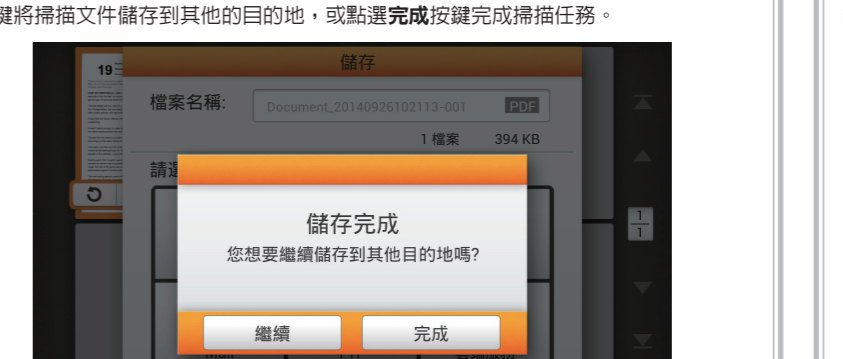 鍵將掃描文件儲存到其他的目的地，或點選完成按鍵完成掃描任務。
19
儲存
檔案名稱:
Document_20140926102113-001
PDF
1 檔案 394 KB
請選
儲存完成
您想要繼續儲存到其他目的地嗎?
1
1
繼續 完成